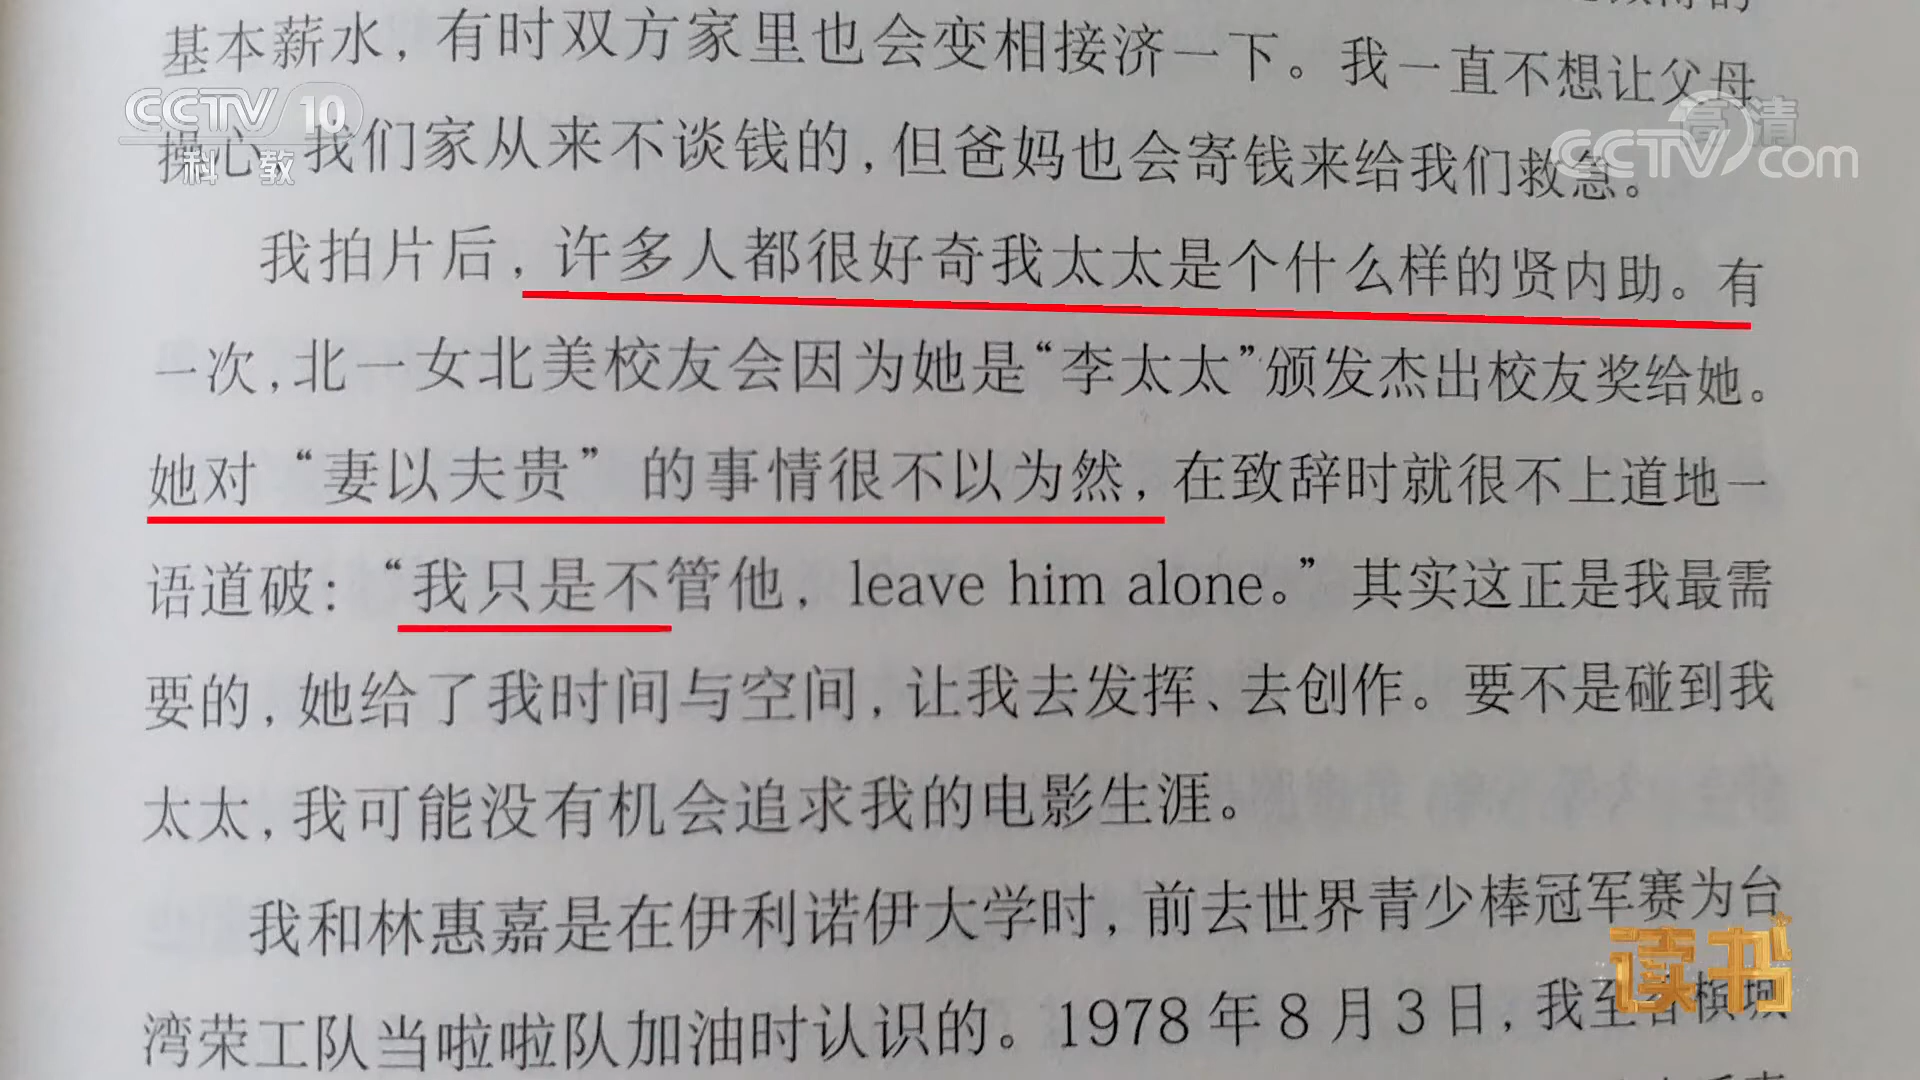 基本薪水，有时双方家里也会变相接济一下。我一直不想让父母
操心，我们家从来不谈钱的，但爸妈也会寄钱来给我们救急。
我拍片后，许多人都很好奇我太太是个什么样的贤内助。有
一次，北一女北美校友会因为她是“李太太”颁发杰出校友奖给她。
她对“妻以夫贵”的事情很不以为然，在致辞时就很不上道地一
语道破：“我只是不管他，leave him alone。”其实这正是我最需
要的，她给了我时间与空间，让我去发挥、去创作。要不是碰到我
太太，我可能没有机会追求我的电影生涯。
我和林惠嘉是在伊利诺伊大学时，前去世界青少棒冠军赛为台
湾荣工队当啦啦队加油时认识的。1978年8月3日，我至香槟
CCTV 10
科教
高清
CCTV.com
读书